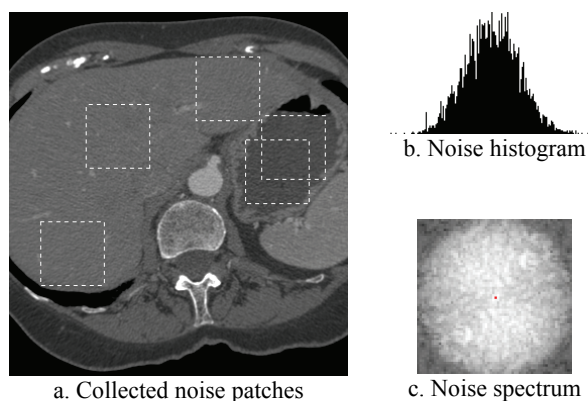 b. Noise histogram
a. Collected noise patches
c. Noise spectrum